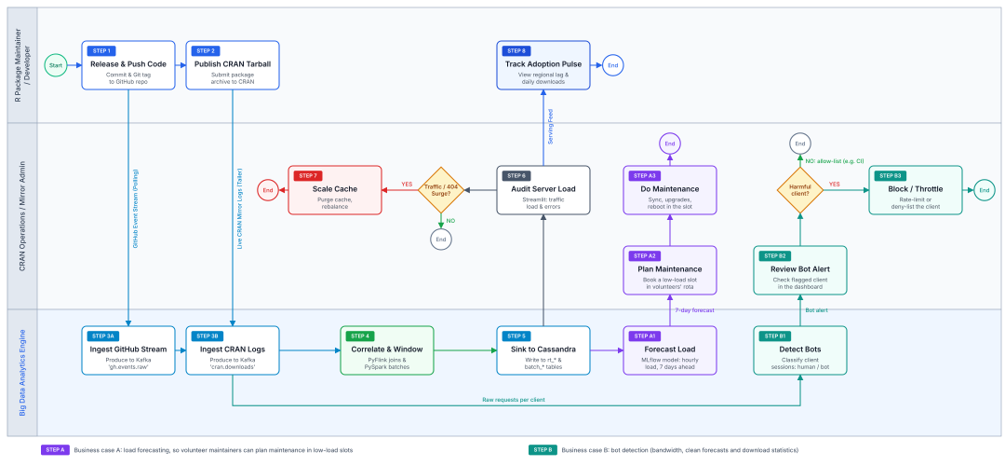 R Package Maintainer
/ Developer
Start
STEP 1
Release & Push Code
Commit & Git tag
to GitHub repo
STEP 2
Publish CRAN Tarball
Submit package
archive to CRAN
STEP 8
Track Adoption Pulse
View regional lag &
daily downloads
End
CRAN Operations / Mirror Admin
GitHub Event Stream (Polling)
Live CRAN Mirror Logs (Tailer)
Serving Feed
End
STEP 7
Scale Cache
Purge cache,
rebalance
YES
Traffic / 404
Surge?
NO
End
STEP 6
Audit Server Load
Streamlit: traffic
load & errors
End
STEP A3
Do Maintenance
Sync, upgrades,
reboot in the slot
STEP A2
Plan Maintenance
Book a low-load slot
in volunteers' rota
7-day forecast
End
NO: allow-list (e.g. CI)
Harmful
client?
YES
STEP B3
Block / Throttle
Rate-limit or
deny-list the client
End
STEP B2
Review Bot Alert
Check flagged client
in the dashboard
Bot alert
Big Data Analytics Engine
STEP 3A
Ingest GitHub Stream
Produce to Kafka
'gh.events.raw'
STEP 3B
Ingest CRAN Logs
Produce to Kafka
'cran.downloads'
STEP 4
Correlate & Window
PyFlink joins &
PySpark batches
STEP 5
Sink to Cassandra
Write to rt_* &
batch_* tables
STEP A1
Forecast Load
MLflow model: hourly
load, 7 days ahead
STEP B1
Detect Bots
Classify client
sessions: human / bot
Raw requests per client
STEP A
Business case A: load forecasting, so volunteer maintainers can plan maintenance in low-load slots
STEP B
Business case B: bot detection (bandwidth, clean forecasts and download statistics)